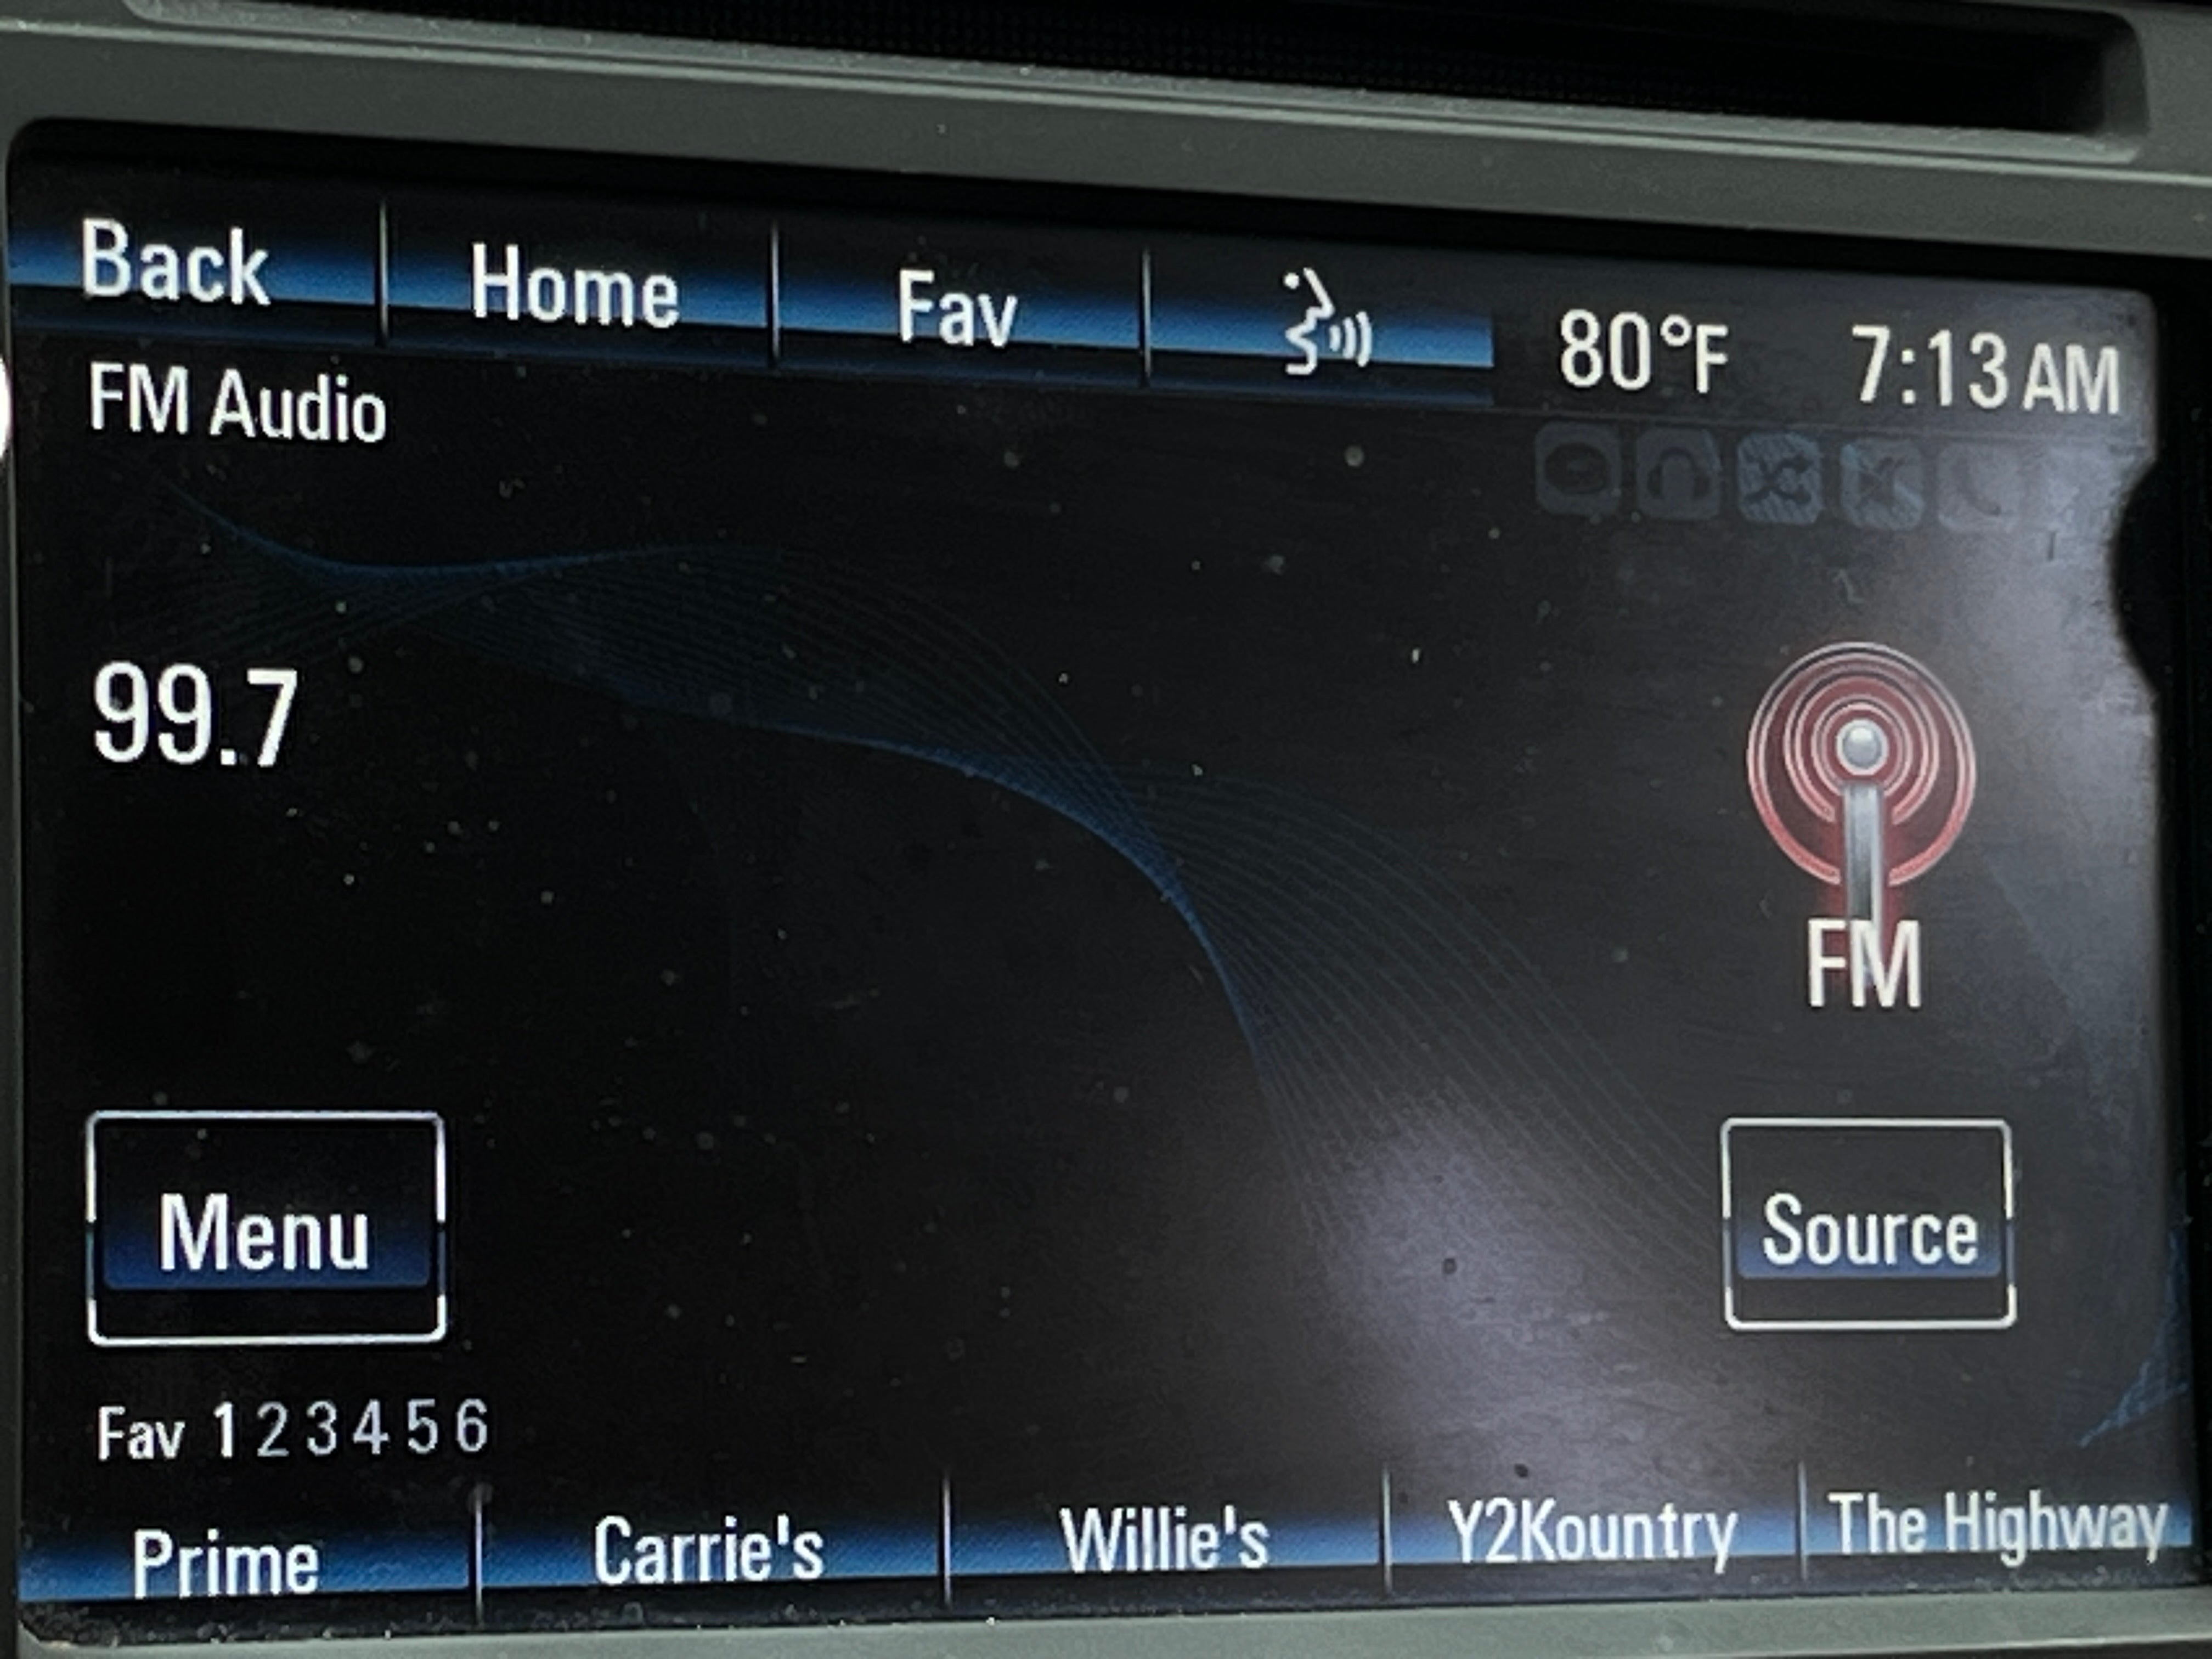 Back Home Fav 80°F 7:13 AM
FM Audio
99.7
FM
Menu Source
Fav 1 2 3 4 5 6
Prime Carrie's Willie's Y2Kountry The Highway